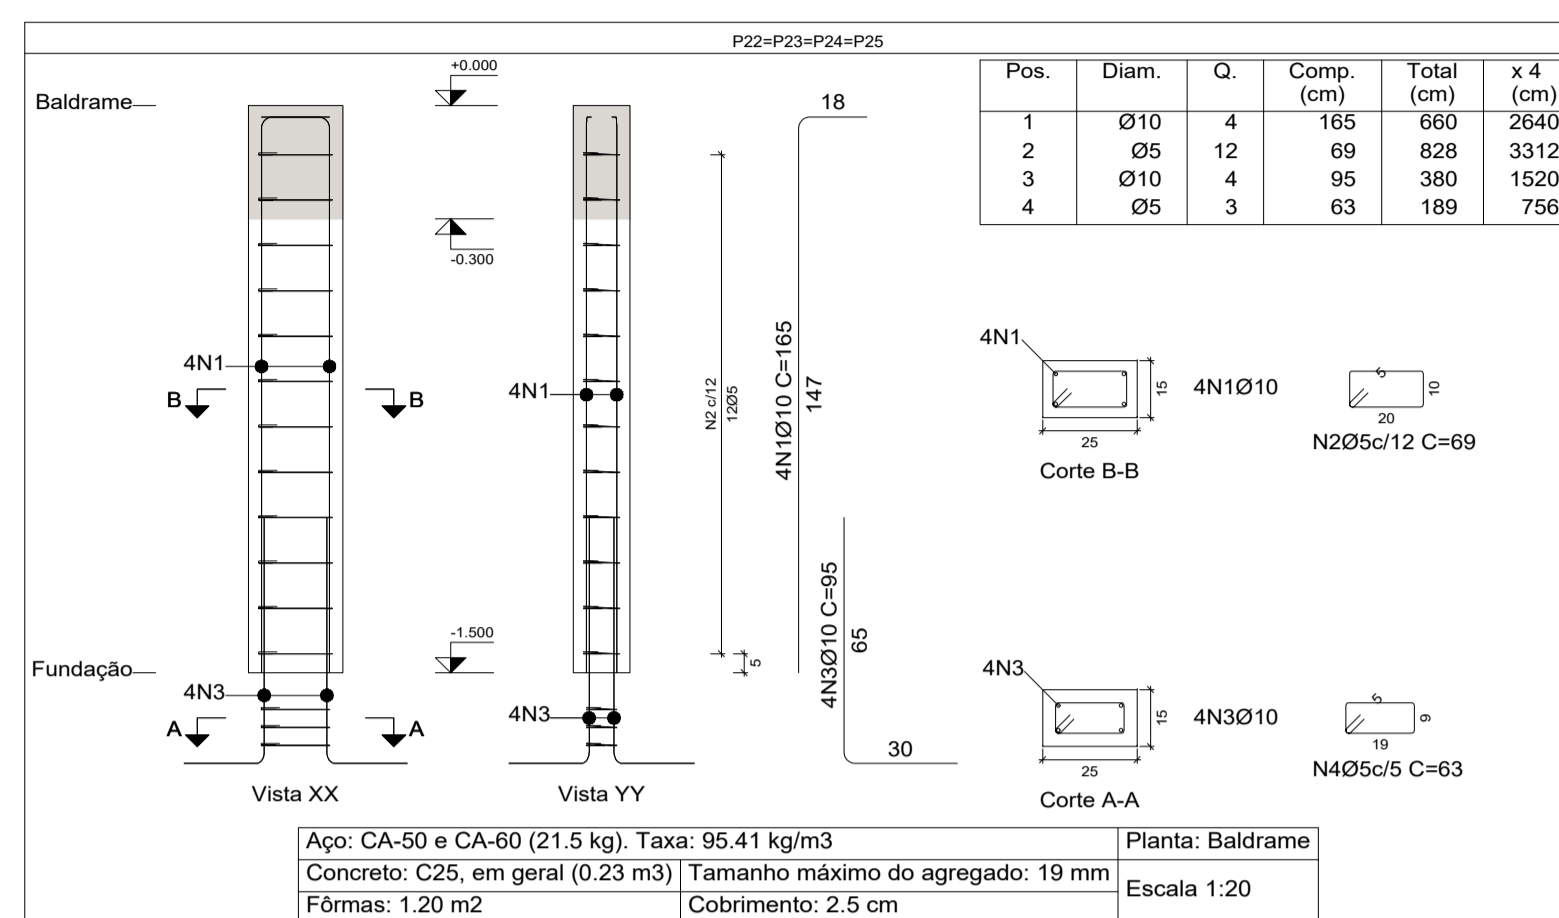 P22=P23=P24=P25
Baldrame
+0.000
-0.300
4N1
B B
Fundação
-1.500
4N3
A A
Vista XX
4N1
4N3
Vista YY
N2 c/12
12Ø5
5
18
4N1Ø10 C=165
147
4N3Ø10 C=95
65
30
Pos. Diam. Q. Comp. (cm) Total (cm) x 4 (cm)
1 Ø10 4 165 660 2640
2 Ø5 12 69 828 3312
3 Ø10 4 95 380 1520
4 Ø5 3 63 189 756
4N1
15
25
4N1Ø10
Corte B-B
5
10
20
N2Ø5c/12 C=69
4N3
15
25
4N3Ø10
Corte A-A
5
9
19
N4Ø5c/5 C=63
Aço: CA-50 e CA-60 (21.5 kg). Taxa: 95.41 kg/m3
Planta: Baldrame
Concreto: C25, em geral (0.23 m3) Tamanho máximo do agregado: 19 mm
Escala 1:20
Fôrmas: 1.20 m2 Cobrimento: 2.5 cm